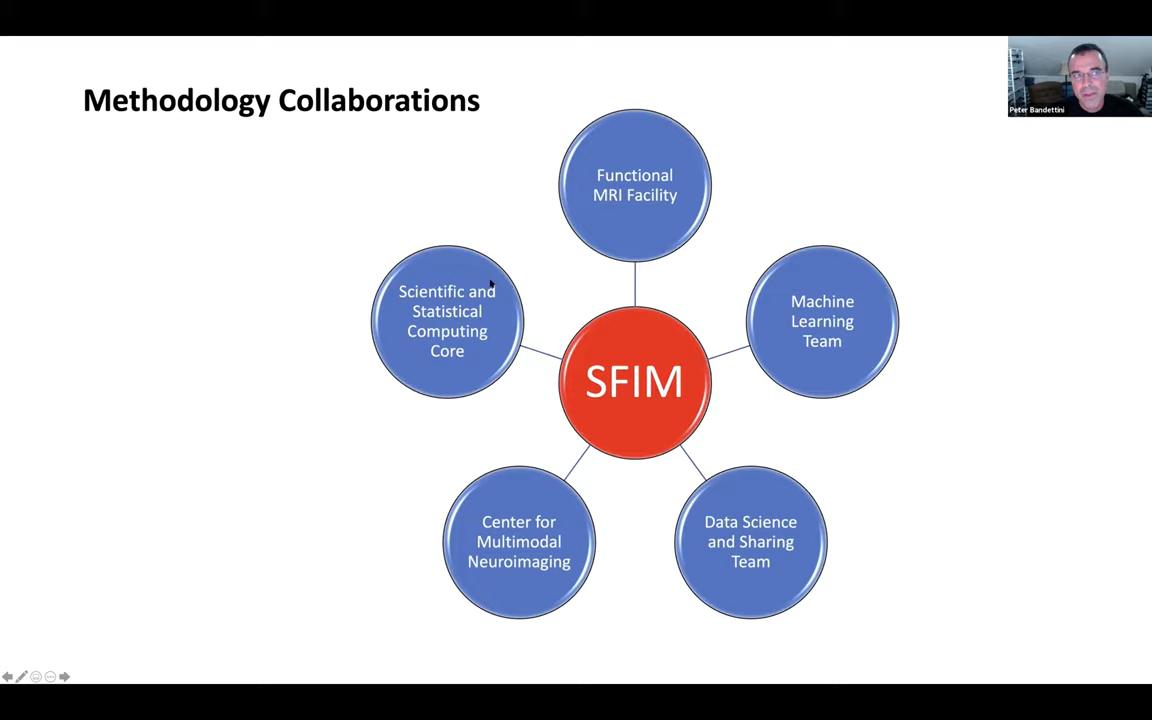 Methodology Collaborations
Peter Bandettini
Functional
MRI Facility
Scientific and
Statistical
Computing
Core
Machine
Learning
Team
SFIM
Center for
Multimodal
Neuroimaging
Data Science
and Sharing
Team